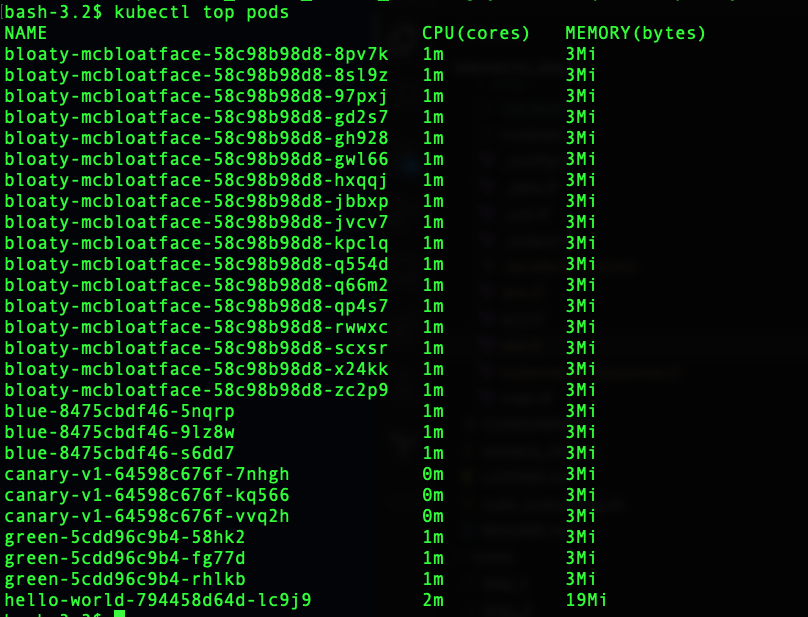 bash-3.2$ kubectl top pods
NAME CPU(cores) MEMORY(bytes)
bloaty-mcbloatface-58c98b98d8-8pv7k 1m 3Mi
bloaty-mcbloatface-58c98b98d8-8sl9z 1m 3Mi
bloaty-mcbloatface-58c98b98d8-97pxj 1m 3Mi
bloaty-mcbloatface-58c98b98d8-gd2s7 1m 3Mi
bloaty-mcbloatface-58c98b98d8-gh928 1m 3Mi
bloaty-mcbloatface-58c98b98d8-gwl66 1m 3Mi
bloaty-mcbloatface-58c98b98d8-hxqqj 1m 3Mi
bloaty-mcbloatface-58c98b98d8-jbbxp 1m 3Mi
bloaty-mcbloatface-58c98b98d8-jvcv7 1m 3Mi
bloaty-mcbloatface-58c98b98d8-kpclq 1m 3Mi
bloaty-mcbloatface-58c98b98d8-q554d 1m 3Mi
bloaty-mcbloatface-58c98b98d8-q66m2 1m 3Mi
bloaty-mcbloatface-58c98b98d8-qp4s7 1m 3Mi
bloaty-mcbloatface-58c98b98d8-rwwxc 1m 3Mi
bloaty-mcbloatface-58c98b98d8-scxsr 1m 3Mi
bloaty-mcbloatface-58c98b98d8-x24kk 1m 3Mi
bloaty-mcbloatface-58c98b98d8-zc2p9 1m 3Mi
blue-8475cbdf46-5nqrp 1m 3Mi
blue-8475cbdf46-9lz8w 1m 3Mi
blue-8475cbdf46-s6dd7 1m 3Mi
canary-v1-64598c676f-7nhgh 0m 3Mi
canary-v1-64598c676f-kq566 0m 3Mi
canary-v1-64598c676f-vvq2h 0m 3Mi
green-5cdd96c9b4-58hk2 1m 3Mi
green-5cdd96c9b4-fg77d 1m 3Mi
green-5cdd96c9b4-rhlkb 1m 3Mi
hello-world-794458d64d-lc9j9 2m 19Mi
bash-3.2$